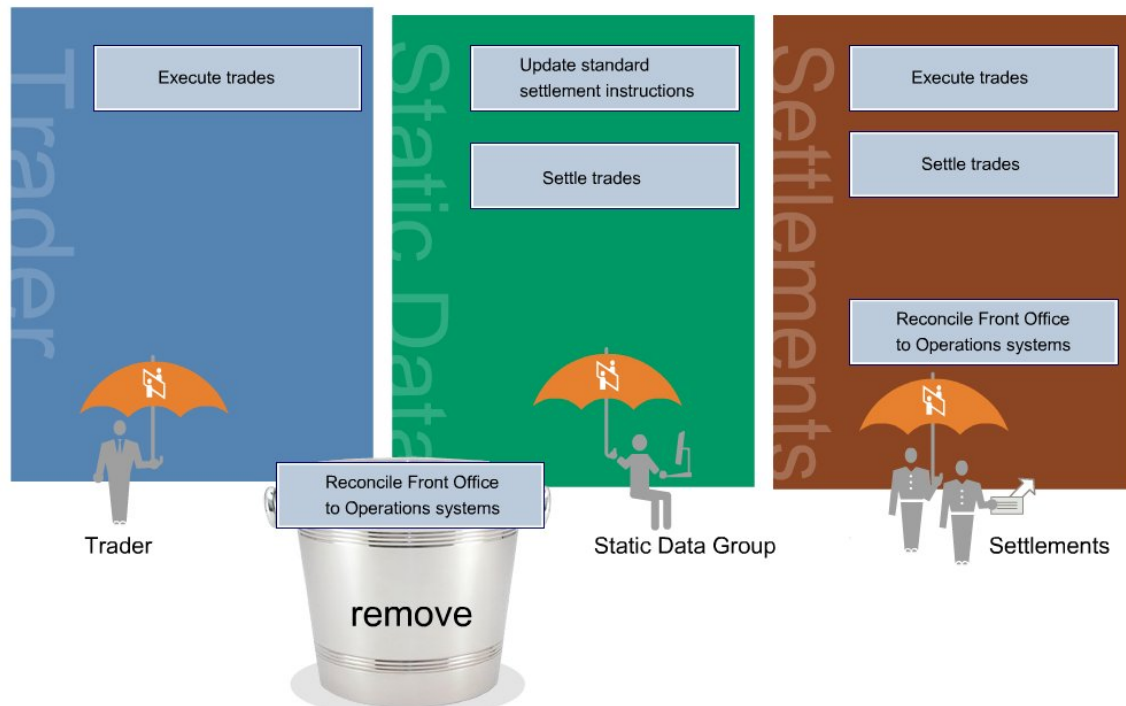 Trader
Execute trades
Trader
Static Data
Update standard
settlement instructions
Settle trades
Static Data Group
Settlements
Execute trades
Settle trades
Reconcile Front Office
to Operations systems
Settlements
Reconcile Front Office
to Operations systems
remove